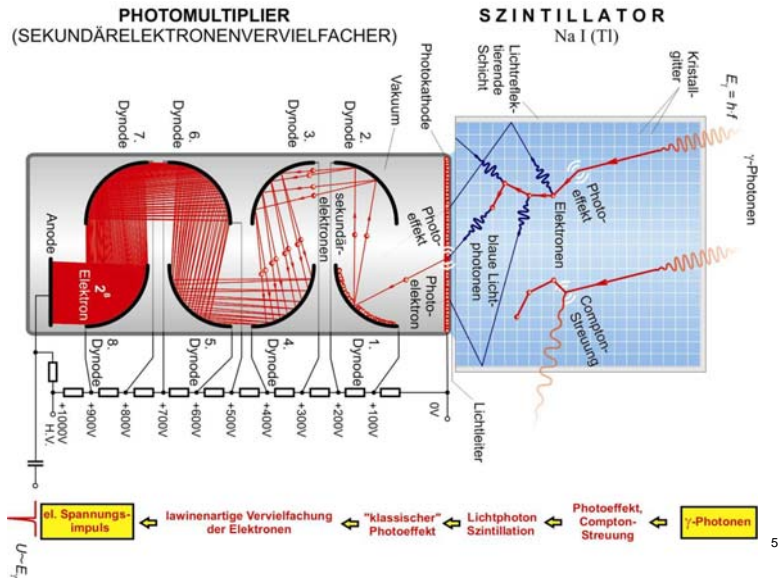 PHOTOMULTIPLIER
(SEKUNDÄRELEKTRONENVERVIELFACHER)
SZINTILLATOR
Na I (Tl)
7.
Dynode
6.
Dynode
3.
Dynode
2.
Dynode
Vakuum
Photokathode
Lichtreflek-
tierende
Schicht
Kristall-
gitter
Eγ = h·f
γ-Photonen
Photo-
effekt
Elektronen
blaue Licht-
photonen
Compton-
Streuung
Photo-
effekt
sekundär-
elektronen
Photo-
elektron
Anode
2⁸
Elektron
8.
Dynode
5.
Dynode
4.
Dynode
1.
Dynode
Lichtleiter
H.V.
+1000V
+900V
+800V
+700V
+600V
+500V
+400V
+300V
+200V
+100V
0V
el. Spannungs-
impuls
lawinenartige Vervielfachung
der Elektronen
"klassischer"
Photoeffekt
Lichtphoton
Szintillation
Photoeffekt,
Compton-
Streuung
γ-Photonen
U~Eγ
5